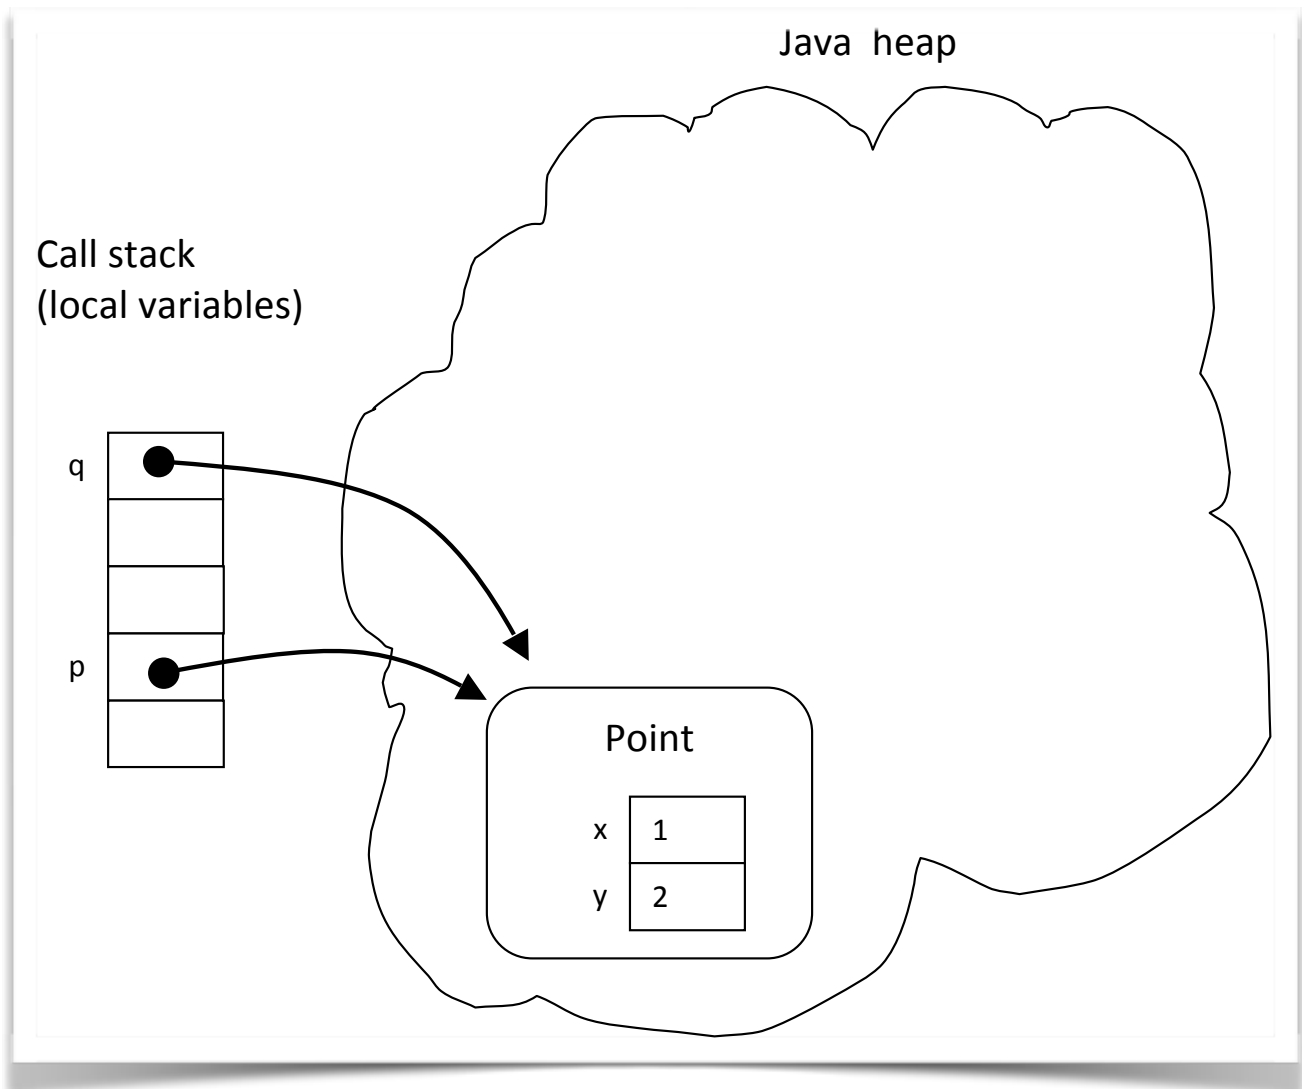 Java heap
Call stack
(local variables)
q
p
Point
x 1
y 2